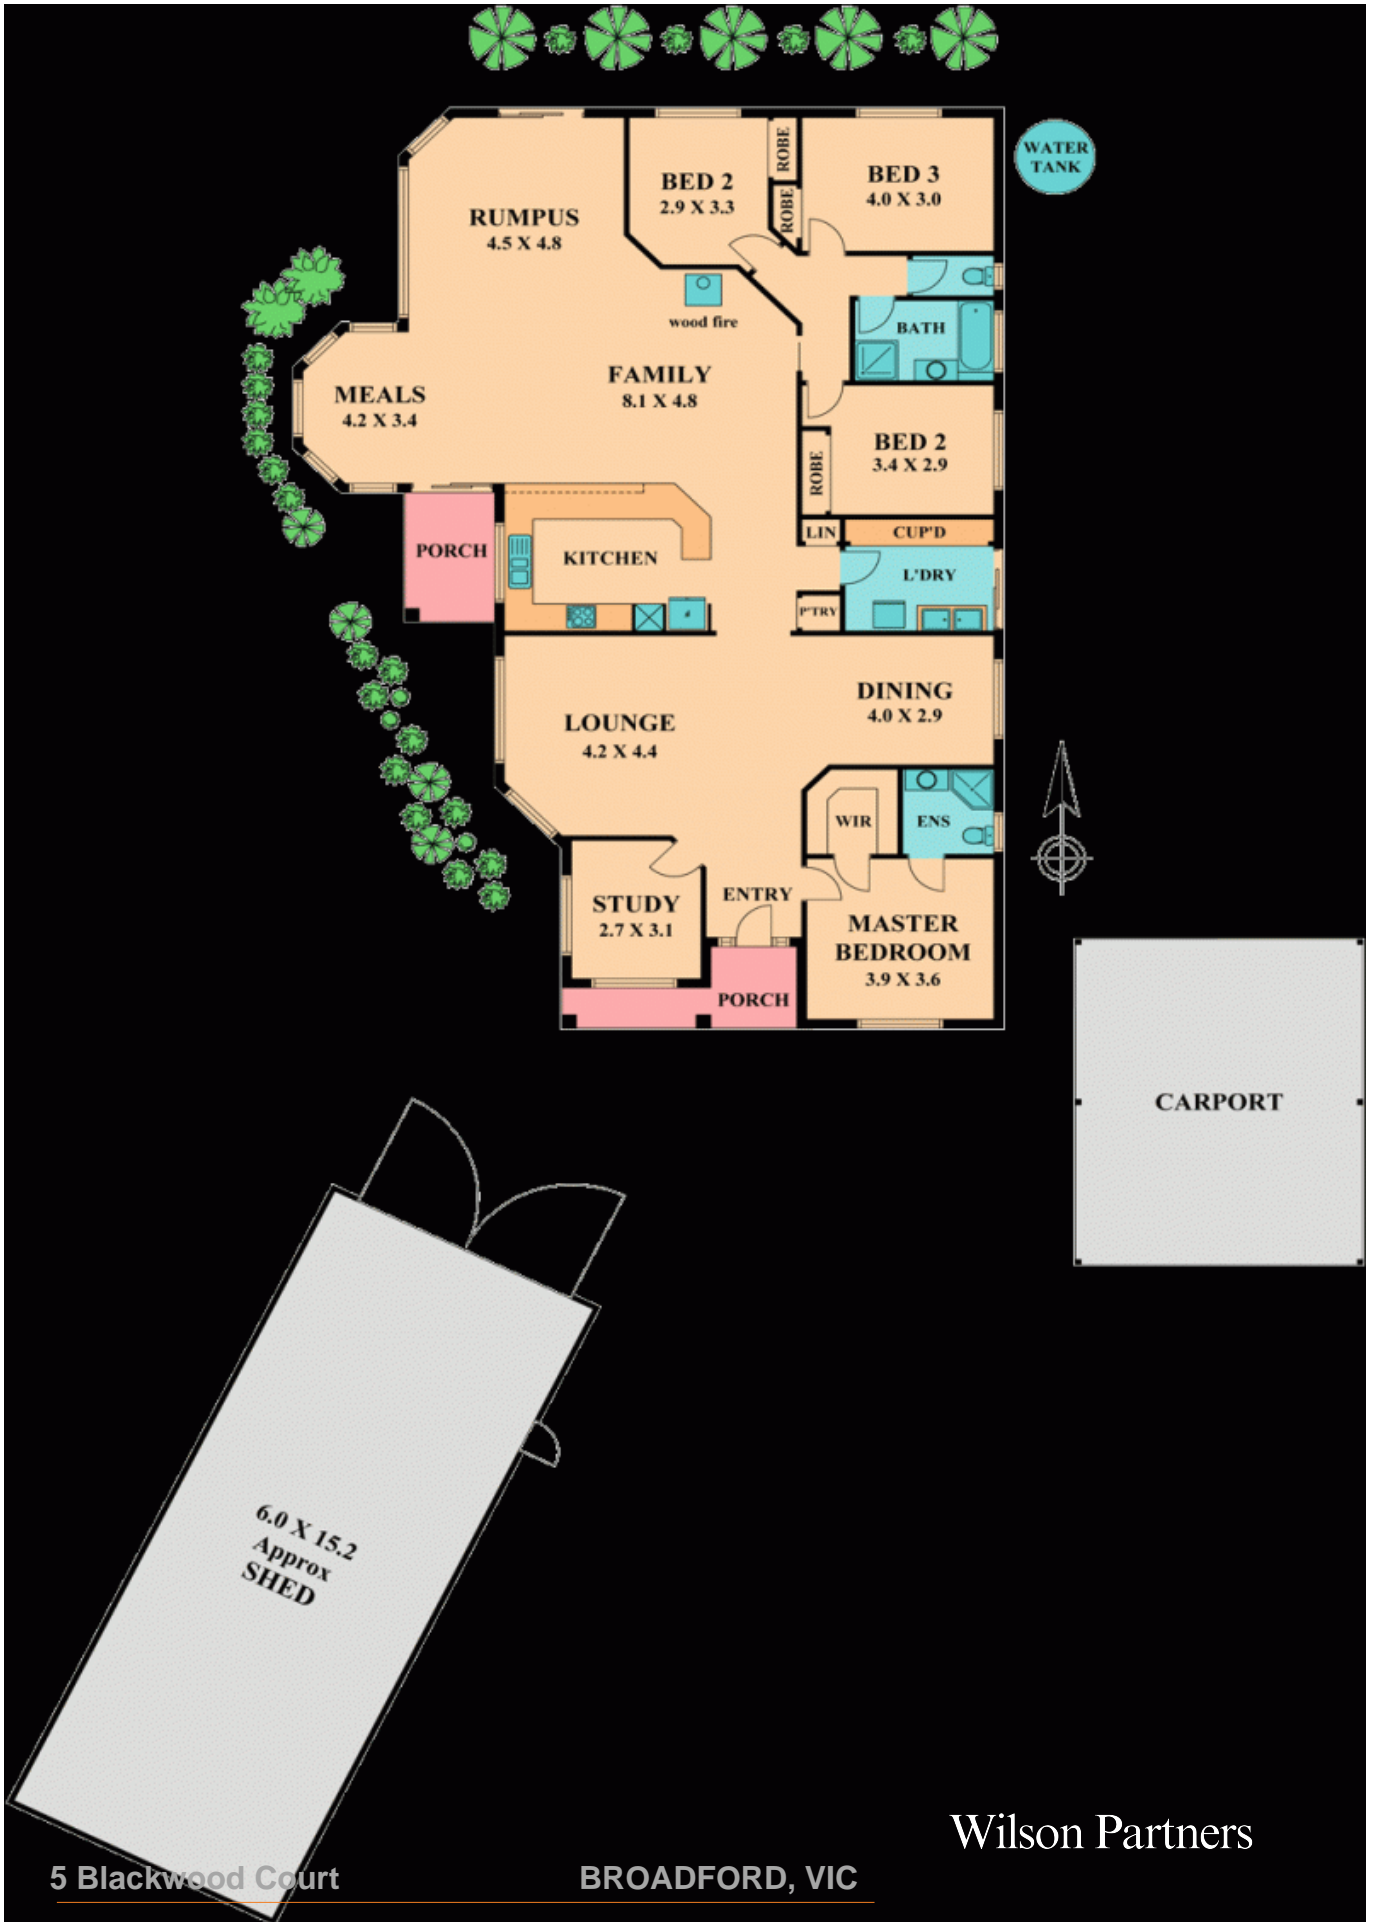 WATER
TANK
ROBE
BED 2
2.9 X 3.3
ROBE
BED 3
4.0 X 3.0
RUMPUS
4.5 X 4.8
wood fire
BATH
FAMILY
8.1 X 4.8
MEALS
4.2 X 3.4
BED 2
3.4 X 2.9
ROBE
LIN
CUP'D
PORCH
KITCHEN
L'DRY
P'TRY
DINING
4.0 X 2.9
LOUNGE
4.2 X 4.4
WIR
ENS
ENTRY
STUDY
2.7 X 3.1
MASTER
BEDROOM
3.9 X 3.6
PORCH
CARPORT
6.0 X 15.2
Approx
SHED
Wilson Partners
5 Blackwood Court
BROADFORD, VIC